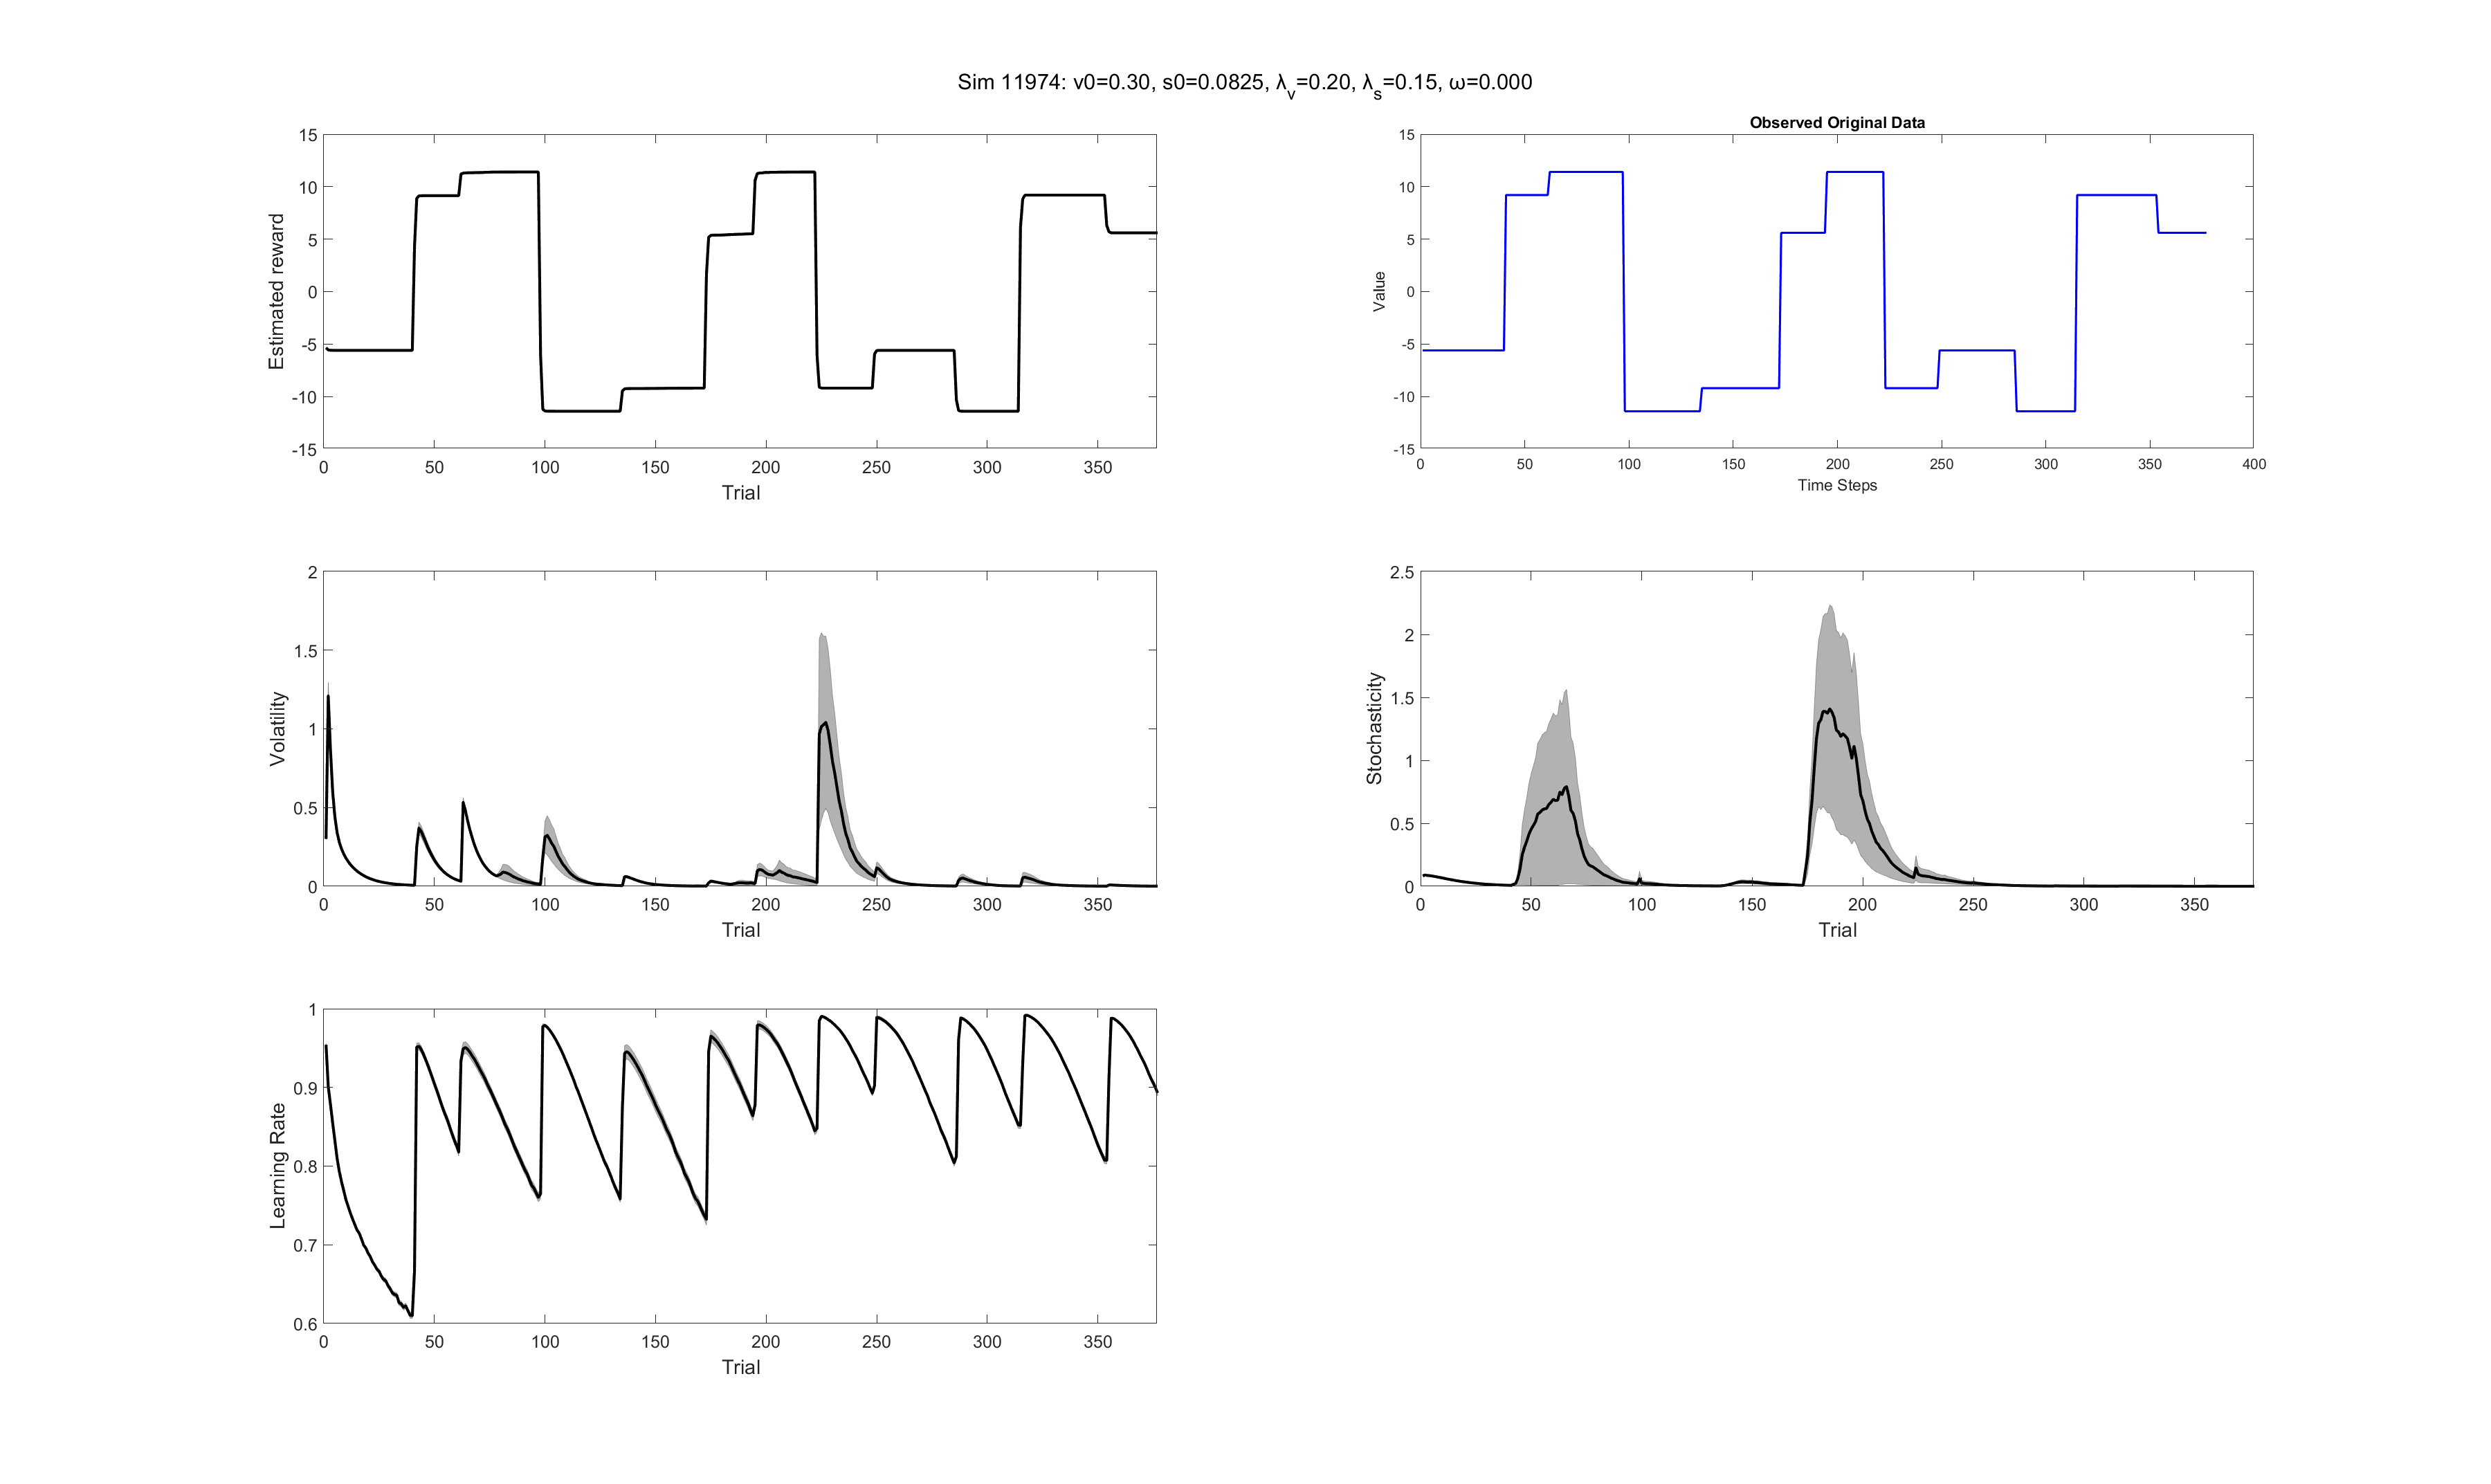 Sim 11974: v0=0.30, s0=0.0825, λv=0.20, λs=0.15, ω=0.000
15
10
5
0
-5
-10
-15
Estimated reward
0 50 100 150 200 250 300 350
Trial
Observed Original Data
15
10
5
0
-5
-10
-15
Value
0 50 100 150 200 250 300 350 400
Time Steps
2
1.5
1
0.5
0
Volatility
0 50 100 150 200 250 300 350
Trial
2.5
2
1.5
1
0.5
0
Stochasticity
0 50 100 150 200 250 300 350
Trial
1
0.9
0.8
0.7
0.6
Learning Rate
0 50 100 150 200 250 300 350
Trial